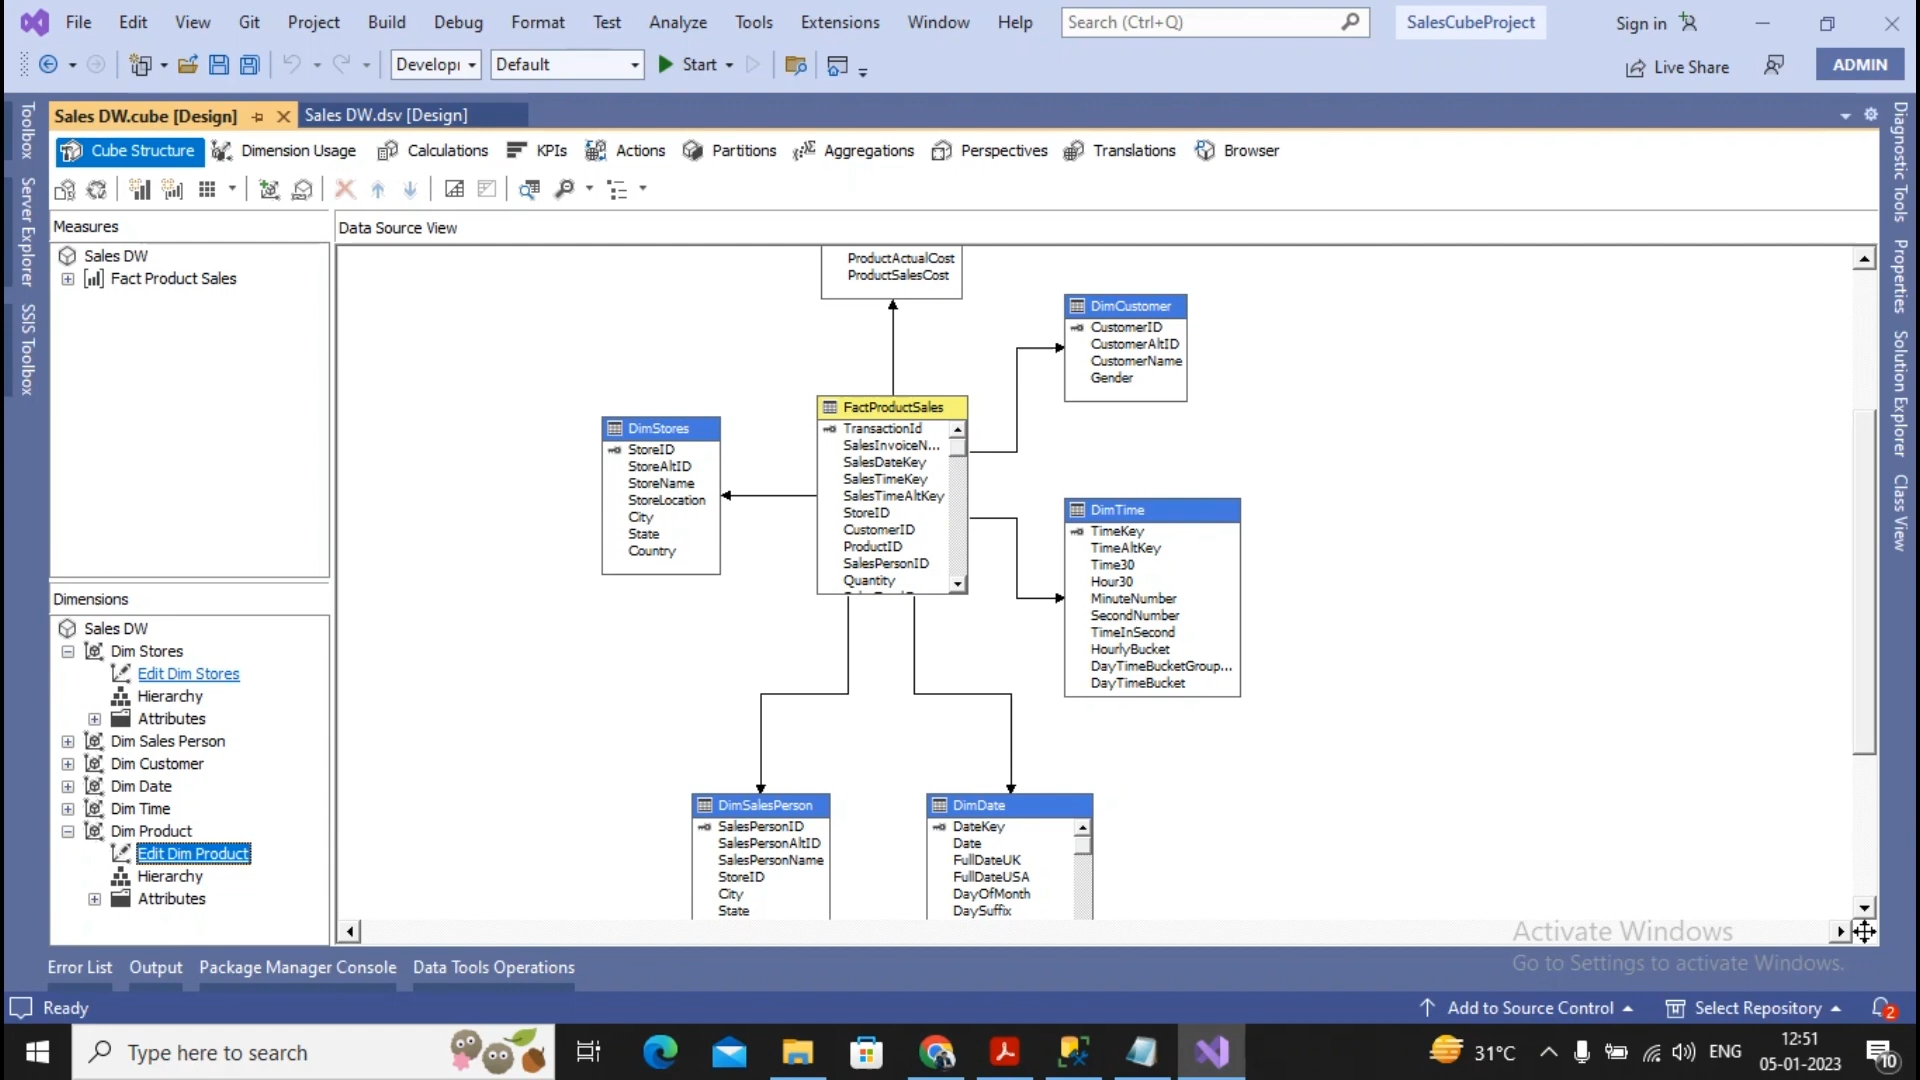 File Edit View Git Project Build Debug Format Test Analyze Tools Extensions Window Help Search (Ctrl+Q) SalesCubeProject Sign in
Developi Default Start Live Share ADMIN
Toolbox
Server Explorer
SSIS Toolbox
Sales DW.cube [Design] Sales DW.dsv [Design]
Cube Structure Dimension Usage Calculations KPIs Actions Partitions Aggregations Perspectives Translations Browser
Measures
Sales DW
Fact Product Sales
Dimensions
Sales DW
Dim Stores
Edit Dim Stores
Hierarchy
Attributes
Dim Sales Person
Dim Customer
Dim Date
Dim Time
Dim Product
Edit Dim Product
Hierarchy
Attributes
Data Source View
ProductActualCost
ProductSalesCost
DimCustomer
CustomerID
CustomerAltID
CustomerName
Gender
FactProductSales
TransactionId
SalesInvoiceN...
SalesDateKey
SalesTimeKey
SalesTimeAltKey
StoreID
CustomerID
ProductID
SalesPersonID
Quantity
DimStores
StoreID
StoreAltID
StoreName
StoreLocation
City
State
Country
DimTime
TimeKey
TimeAltKey
Time30
Hour30
MinuteNumber
SecondNumber
TimeInSecond
HourlyBucket
DayTimeBucketGroup...
DayTimeBucket
DimSalesPerson
SalesPersonID
SalesPersonAltID
SalesPersonName
StoreID
City
State
DimDate
DateKey
Date
FullDateUK
FullDateUSA
DayOfMonth
DaySuffix
Diagnostic Tools
Properties
Solution Explorer
Class View
Activate Windows
Go to Settings to activate Windows.
Error List Output Package Manager Console Data Tools Operations
Ready Add to Source Control Select Repository 2
Type here to search 31°C ENG 12:51
05-01-2023 10